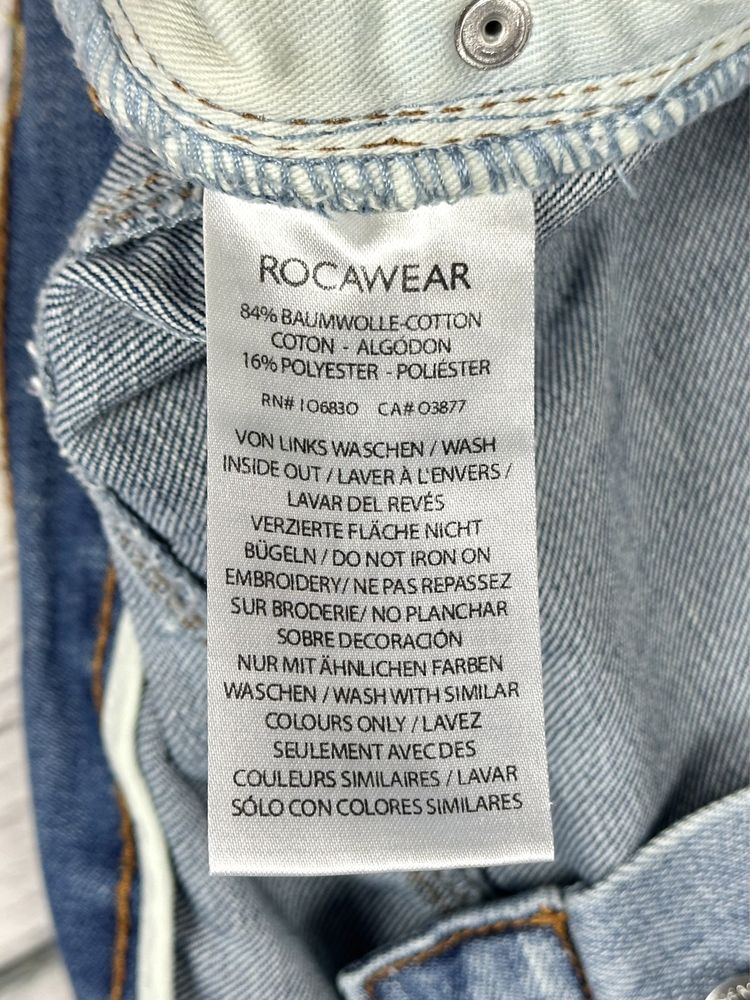 ROCAWEAR
84% BAUMWOLLE-COTTON
COTON - ALGODON
16% POLYESTER - POLIÉSTER
RN# 106830 CA# 03877
VON LINKS WASCHEN / WASH
INSIDE OUT / LAVER À L'ENVERS /
LAVAR DEL REVÉS
VERZIERTE FLÄCHE NICHT
BÜGELN / DO NOT IRON ON
EMBROIDERY/ NE PAS REPASSEZ
SUR BRODERIE/ NO PLANCHAR
SOBRE DECORACIÓN
NUR MIT ÄHNLICHEN FARBEN
WASCHEN / WASH WITH SIMILAR
COLOURS ONLY / LAVEZ
SEULEMENT AVEC DES
COULEURS SIMILAIRES / LAVAR
SÓLO CON COLORES SIMILARES